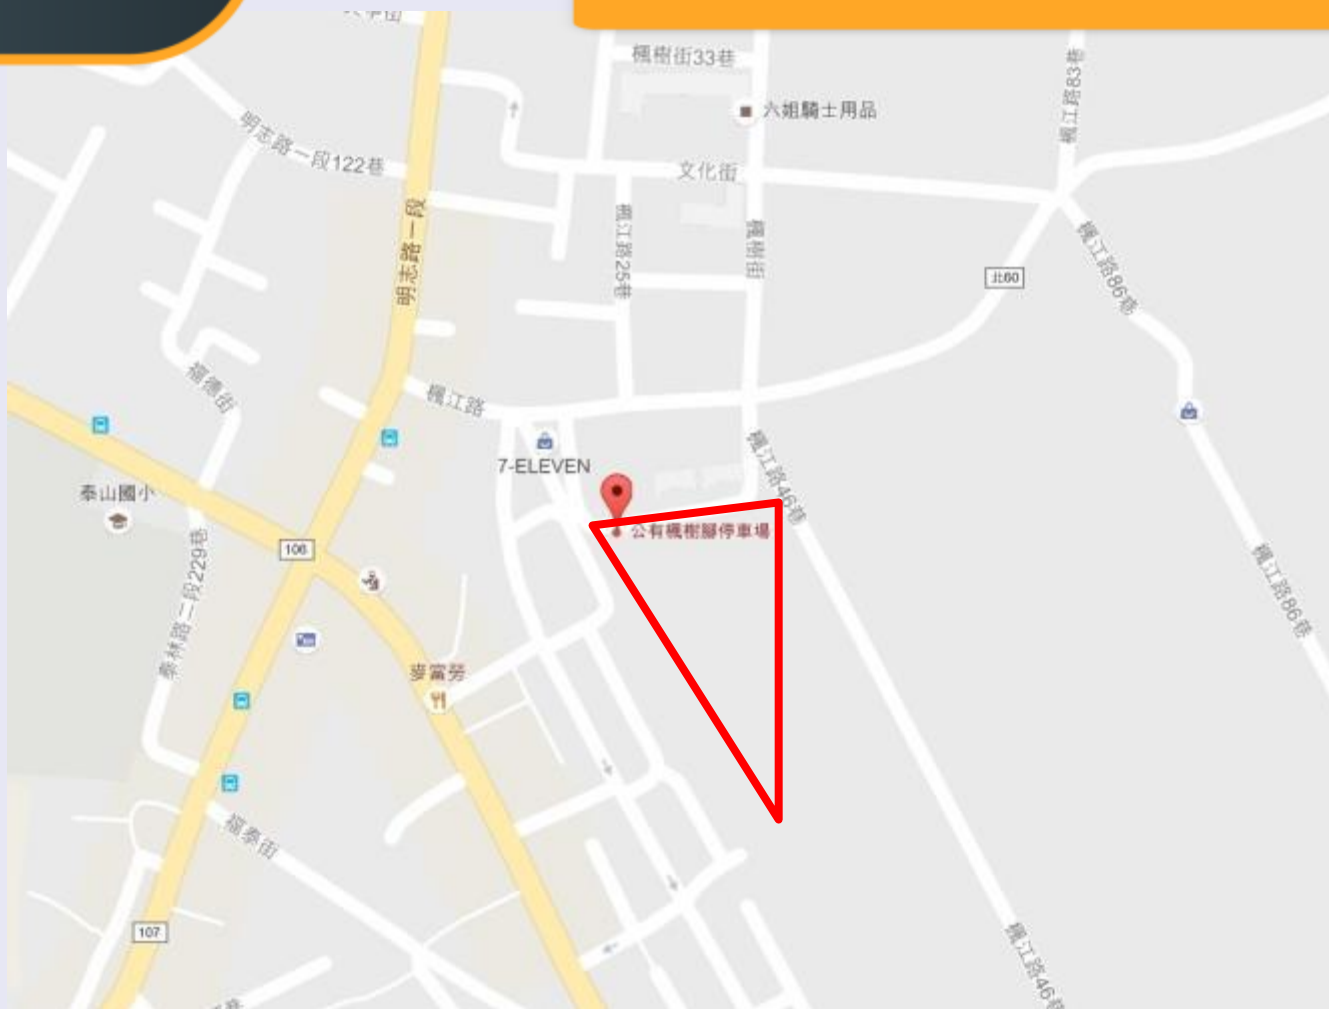 楓樹街33巷
楓江路83巷
六姐騎士用品
明志路一段122巷
文化街
明志路一段
楓江路25巷
楓樹街
北60
楓江路86巷
福德街
楓江路
7-ELEVEN
楓江路46巷
泰山國小
公有楓樹腳停車場
106
泰林路二段229巷
楓江路86巷
麥當勞
福泰街
107
楓江路46巷